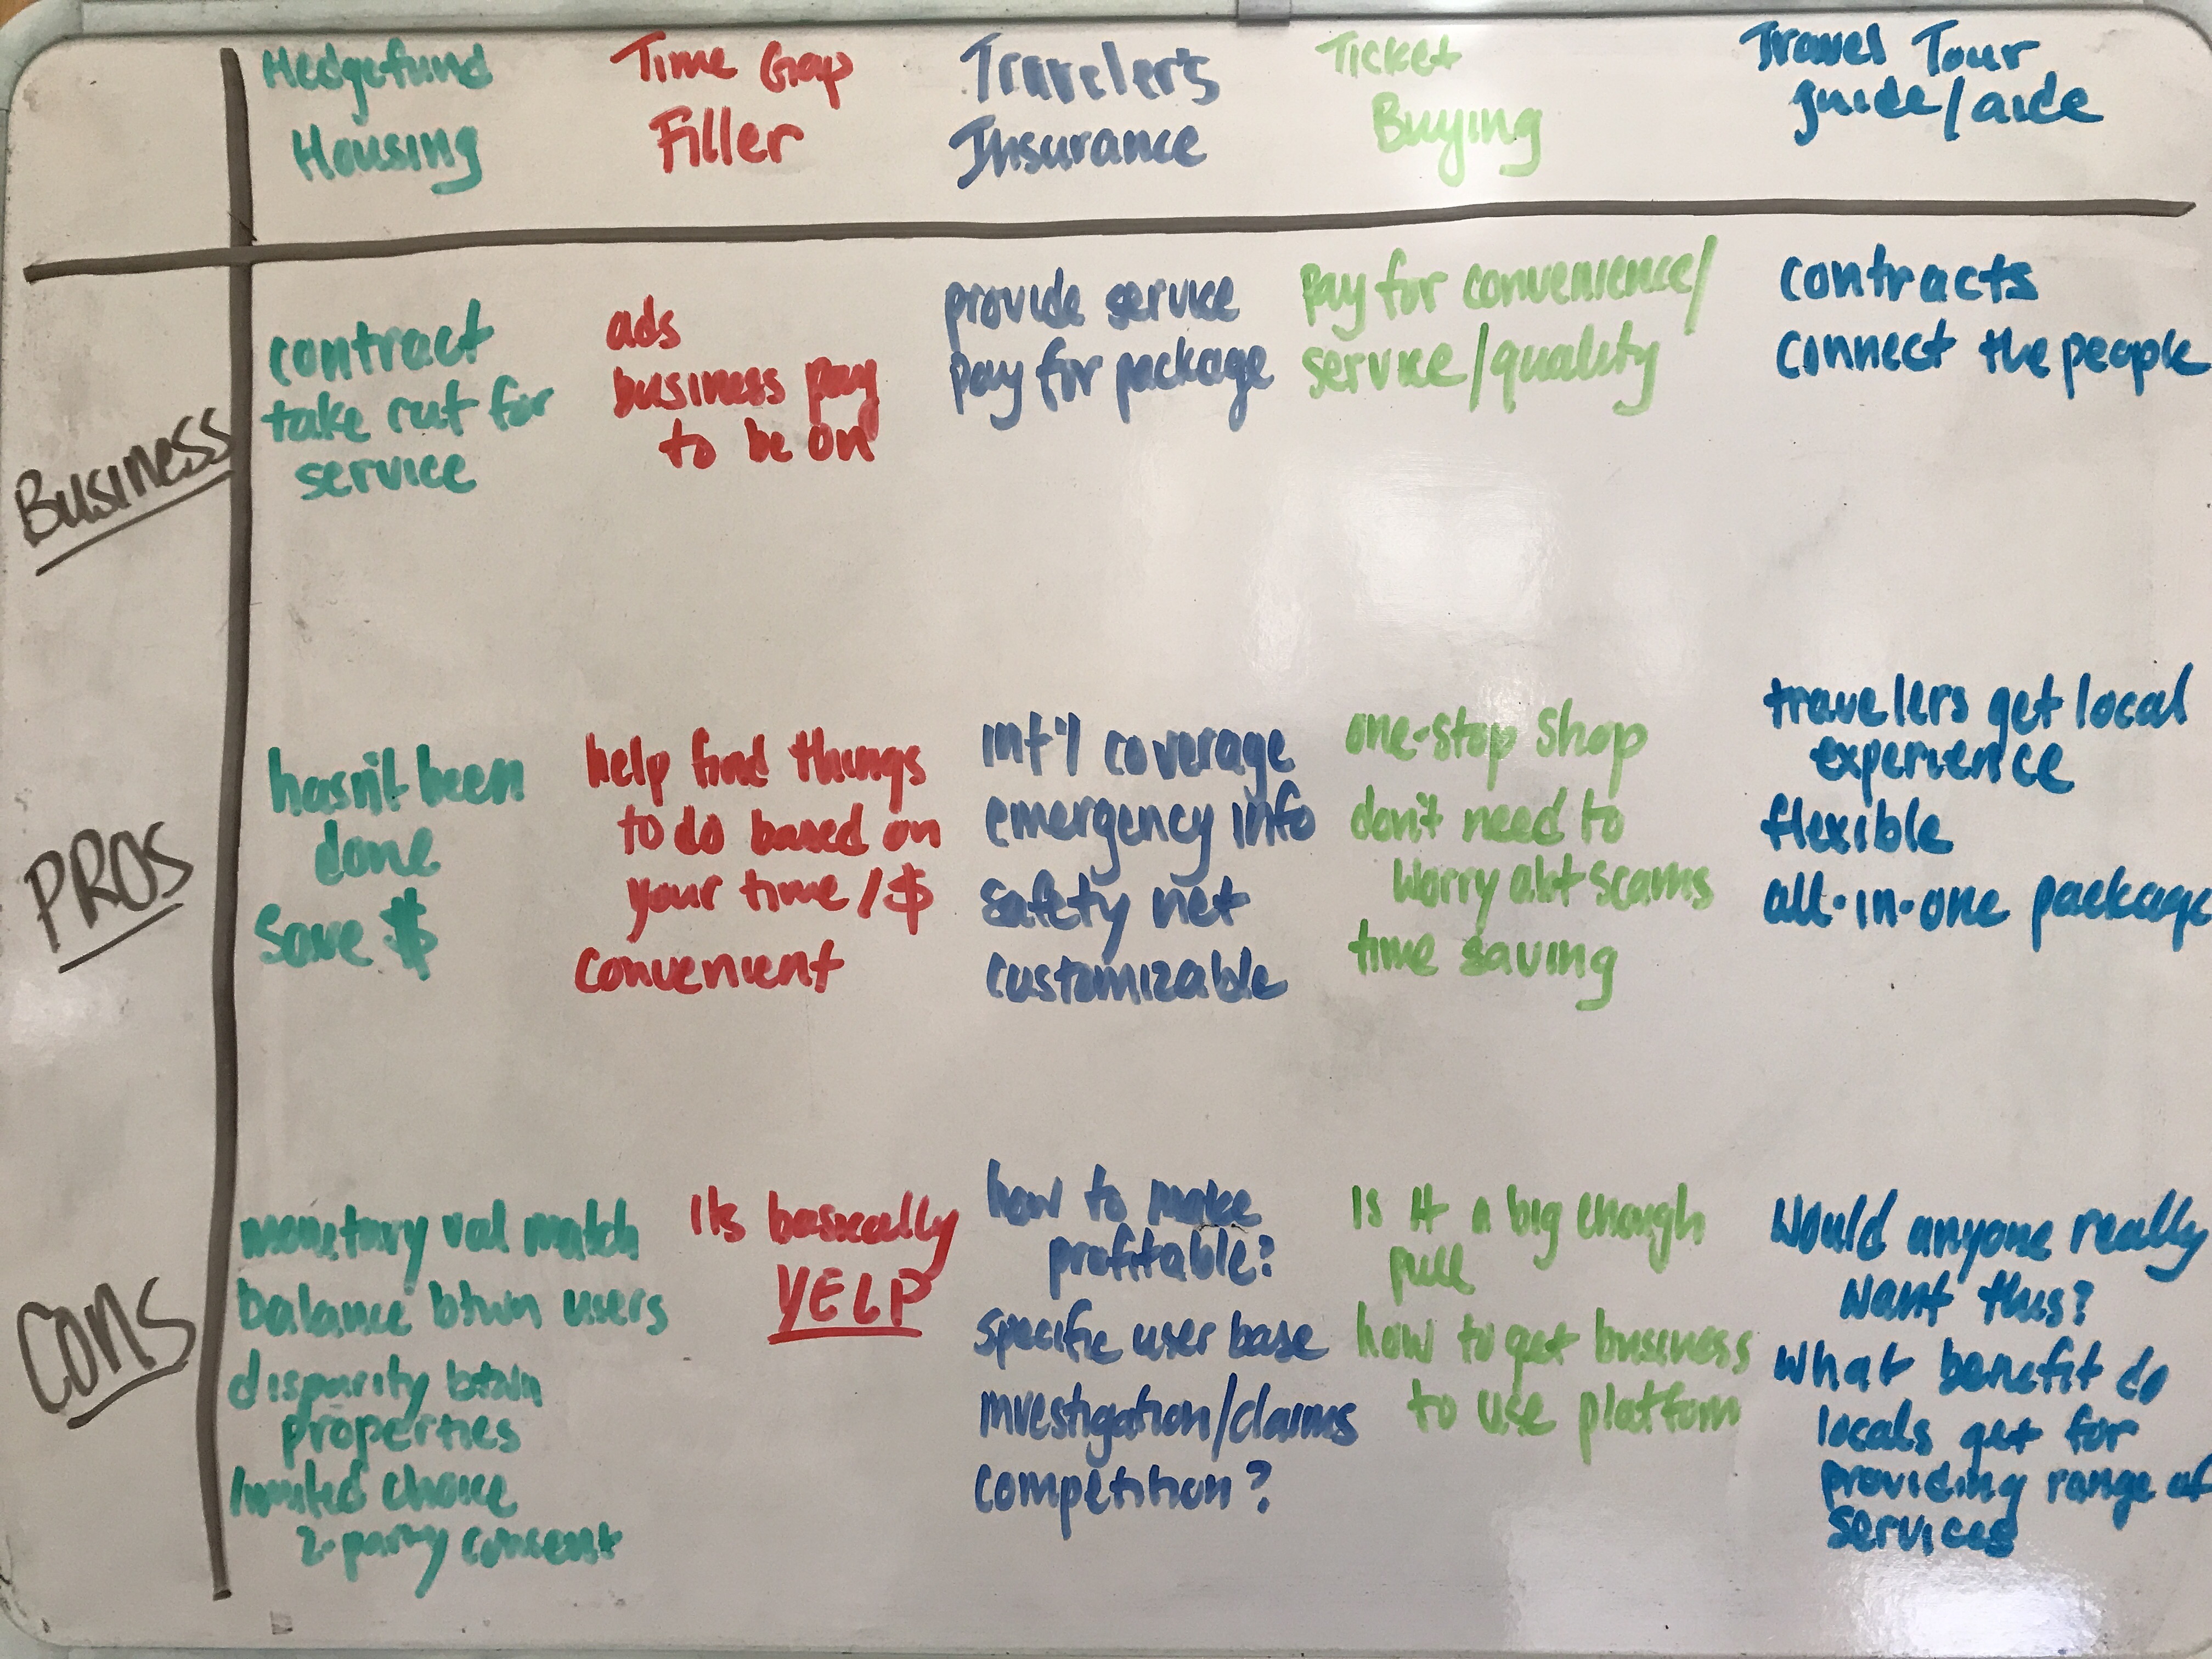 Hedgefund
Housing
Time Gap
Filler
Traveler's
Insurance
Ticket
Buying
Travel Tour
guide/aide
Business
contract
take cut for
service
ads
business pay
to be on
provide service
pay for package
pay for convenience/
service/quality
contracts
connect the people
PROS
hasn't been
done
Save $
help find things
to do based on
your time/$
convenient
int'l coverage
emergency info
safety net
customizable
one-stop shop
don't need to
worry abt scams
time saving
travelers get local
experience
flexible
all-in-one package
Cons
monetary val match
balance btwn users
disparity btwn
properties
limited choice
2-party consent
its basically
YELP
how to make
profitable?
specific user base
investigation/claims
competition?
Is it a big enough
pull
how to get business
to use platform
Would anyone really
want this?
What benefit do
locals get for
providing range of
services